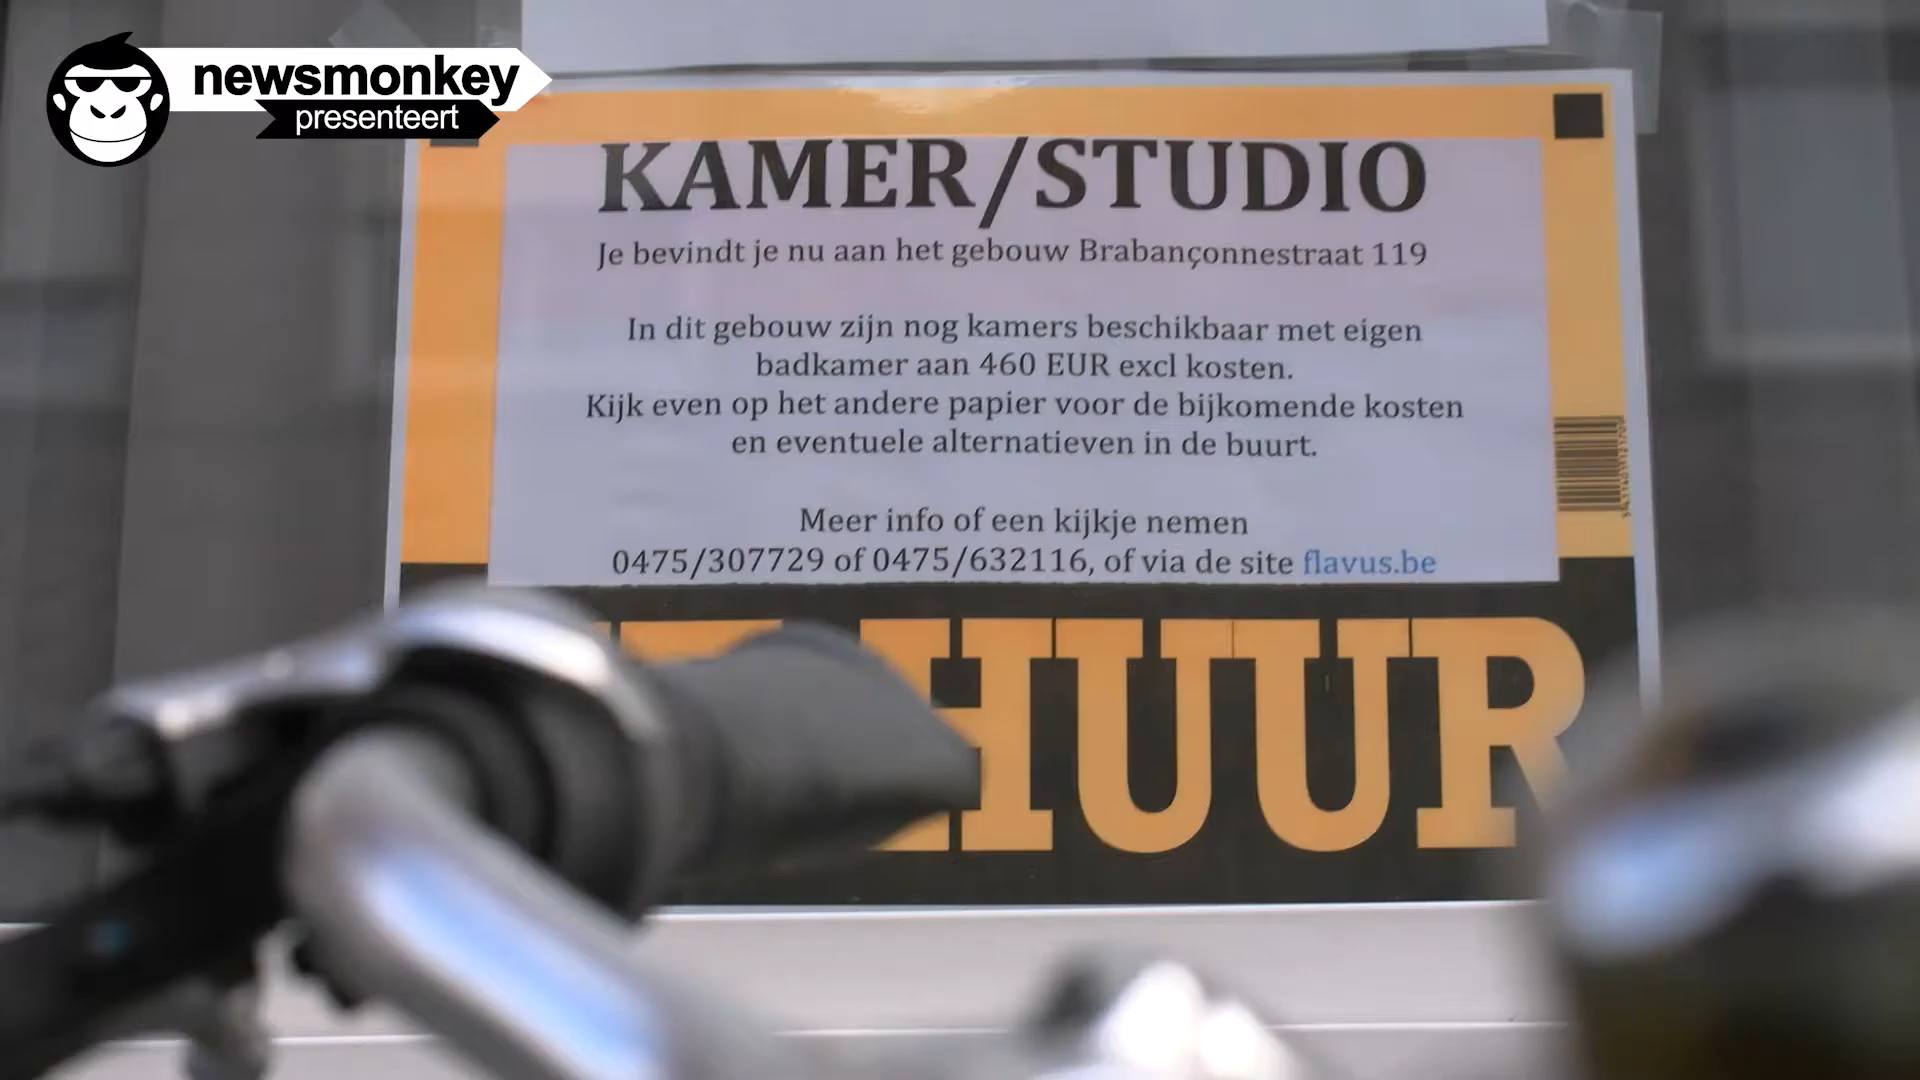 newsmonkey
presenteert
KAMER/STUDIO
Je bevindt je nu aan het gebouw Brabançonnestraat 119
In dit gebouw zijn nog kamers beschikbaar met eigen
badkamer aan 460 EUR excl kosten.
Kijk even op het andere papier voor de bijkomende kosten
en eventuele alternatieven in de buurt.
Meer info of een kijkje nemen
0475/307729 of 0475/632116, of via de site flavus.be
HUUR